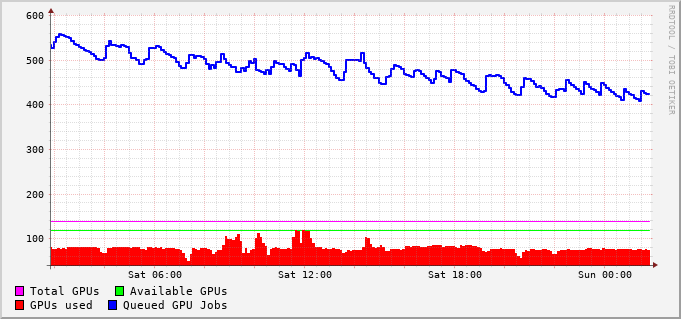 600
500
400
300
200
100
Sat 06:00 Sat 12:00 Sat 18:00 Sun 00:00
Total GPUs Available GPUs
GPUs used Queued GPU Jobs
RRDTOOL / TOBI OETIKER